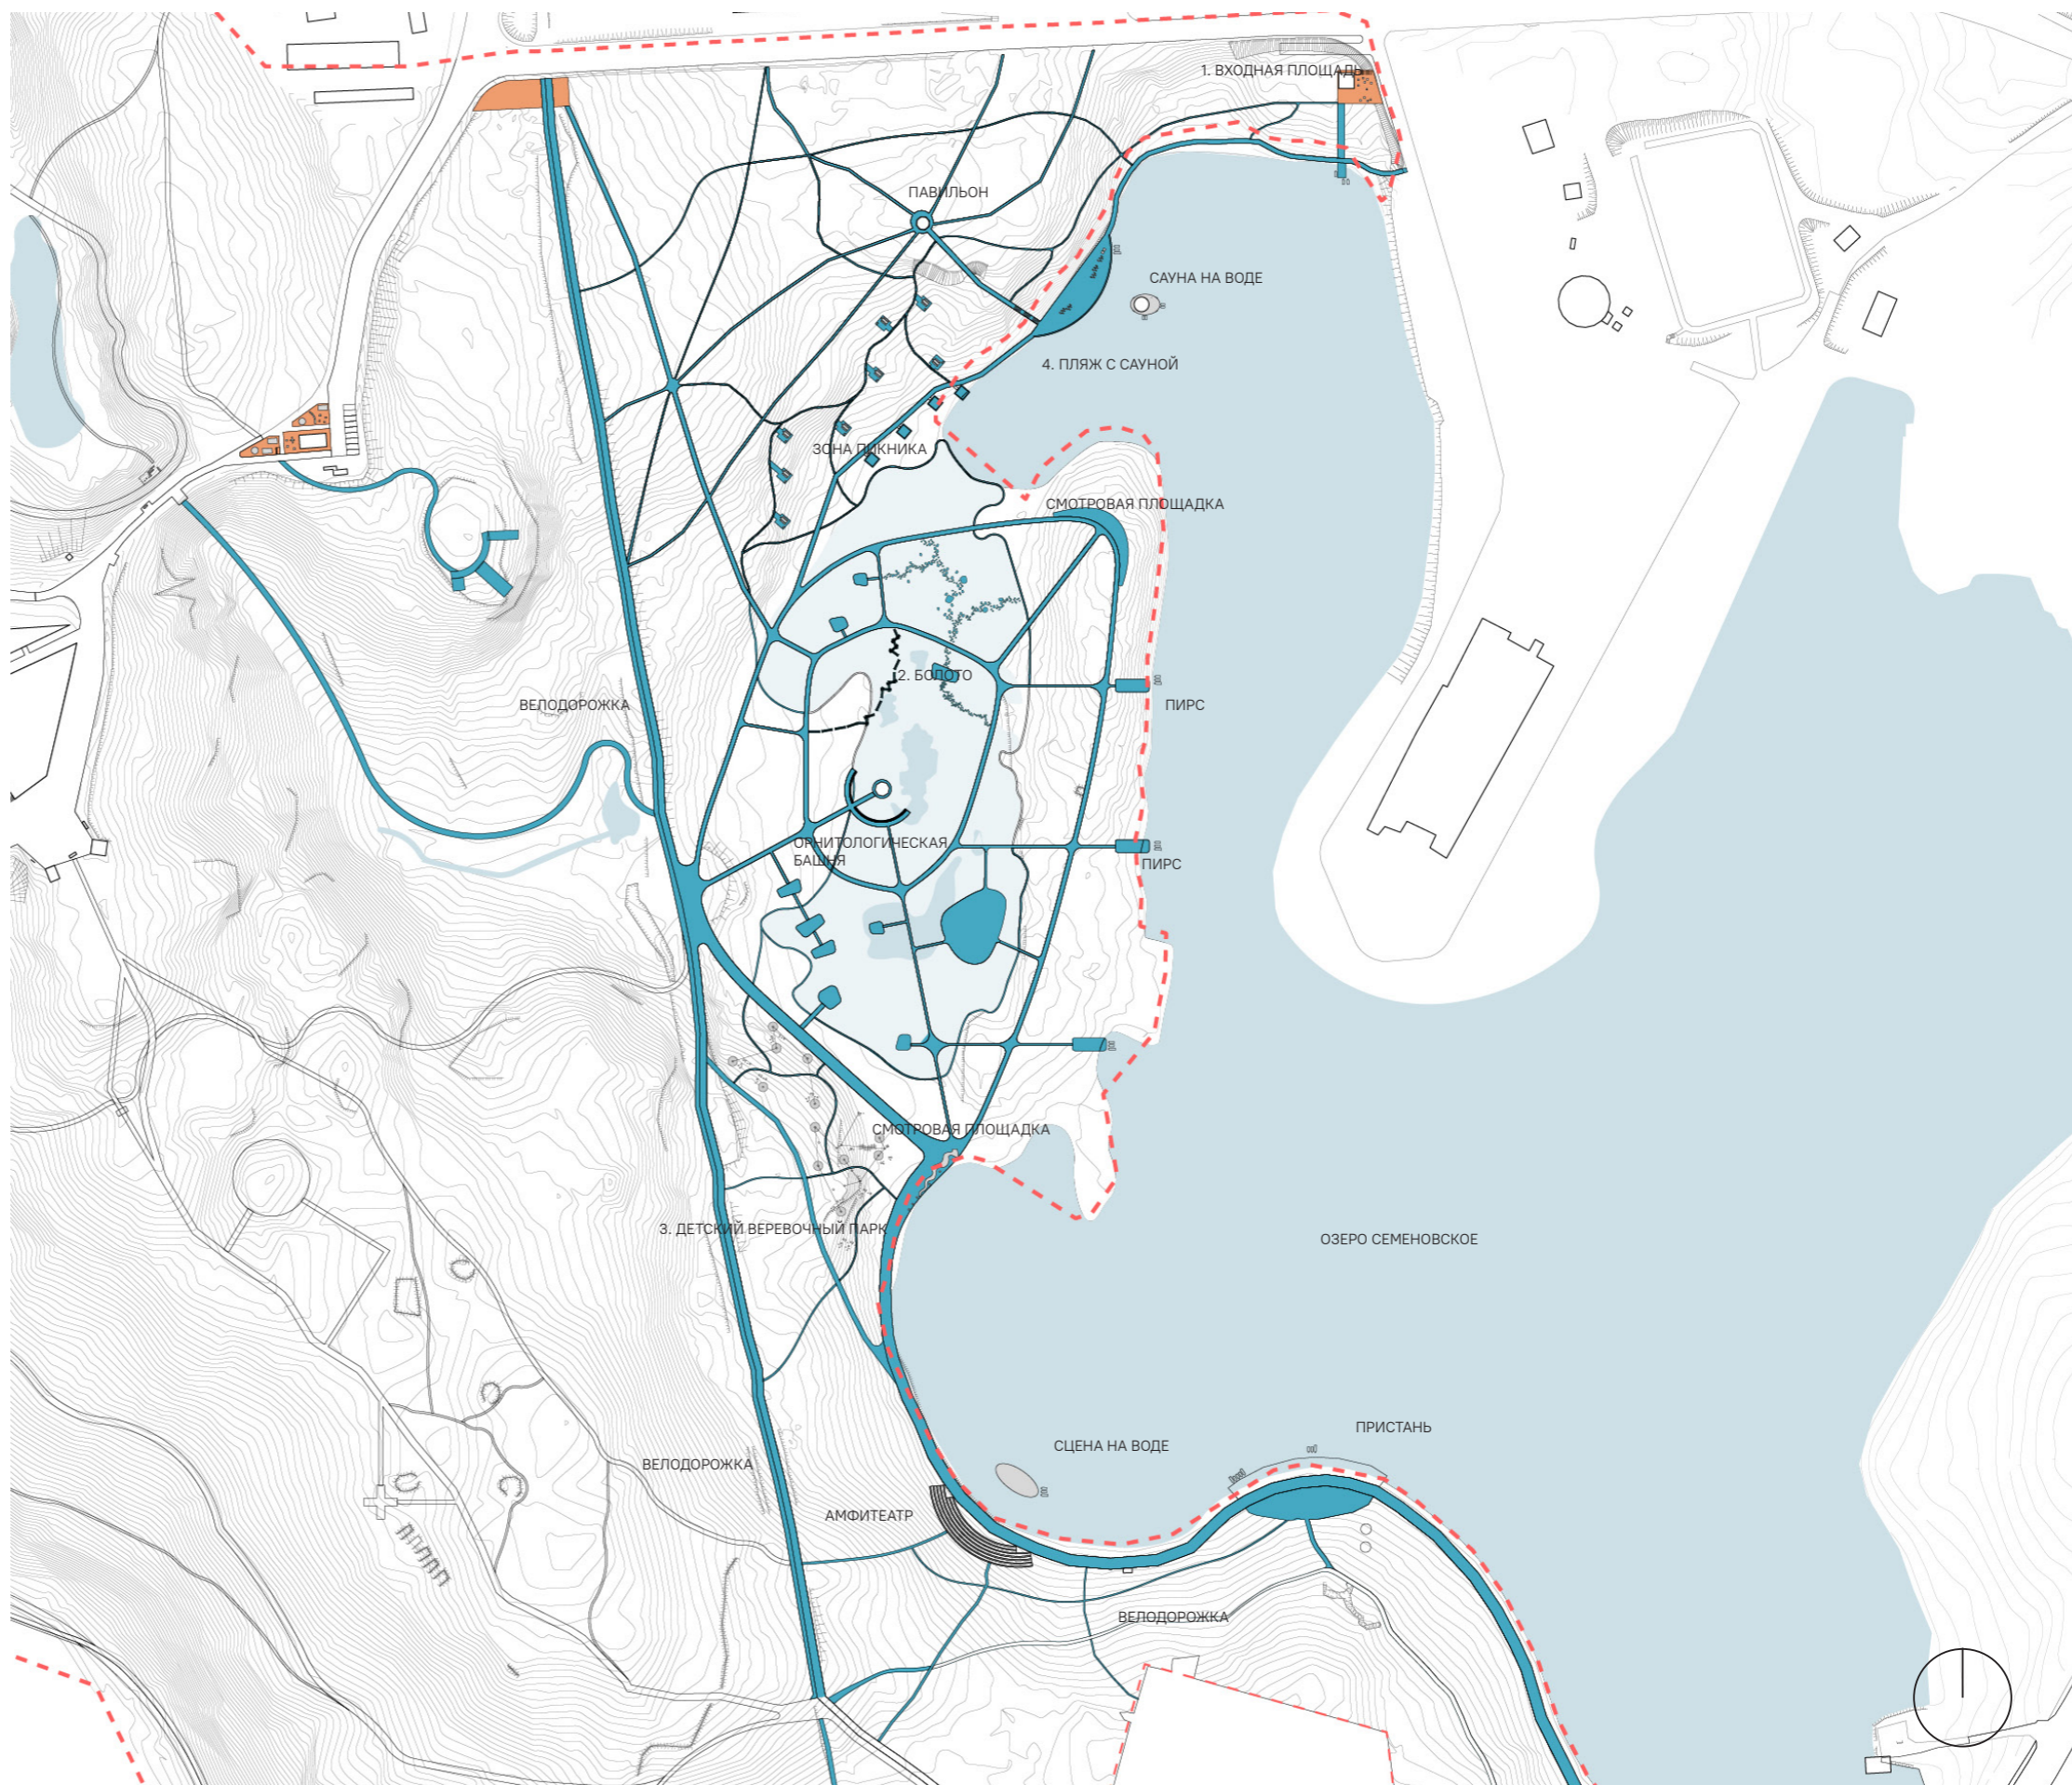 1. ВХОДНАЯ ПЛОЩАДЬ
ПАВИЛЬОН
САУНА НА ВОДЕ
4. ПЛЯЖ С САУНОЙ
ЗОНА ПИКНИКА
СМОТРОВАЯ ПЛОЩАДКА
2. БОЛОТО
ВЕЛОДОРОЖКА
ПИРС
ОРНИТОЛОГИЧЕСКАЯ
БАШНЯ
ПИРС
СМОТРОВАЯ ПЛОЩАДКА
3. ДЕТСКИЙ ВЕРЕВОЧНЫЙ ПАРК
ОЗЕРО СЕМЕНОВСКОЕ
ПРИСТАНЬ
СЦЕНА НА ВОДЕ
ВЕЛОДОРОЖКА
АМФИТЕАТР
ВЕЛОДОРОЖКА